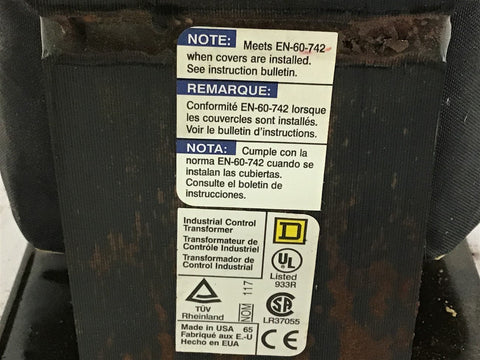 NOTE: Meets EN-60-742
when covers are installed.
See instruction bulletin.
REMARQUE:
Conformité EN-60-742 lorsque
les couvercles sont installés.
Voir le bulletin d'instructions.
NOTA: Cumple con la
norma EN-60-742 cuando se
instalan las cubiertas.
Consulte el boletin de
instrucciones.
Industrial Control
Transformer
Transformateur de
Contrôle Industriel
Transformador de
Control Industrial
D
UL
Listed
933R
TÜV
Rheinland
NOM 117
SA
LR37055
Made in USA 65
Fabriqué aux E.-U
Hecho en EUA
CE